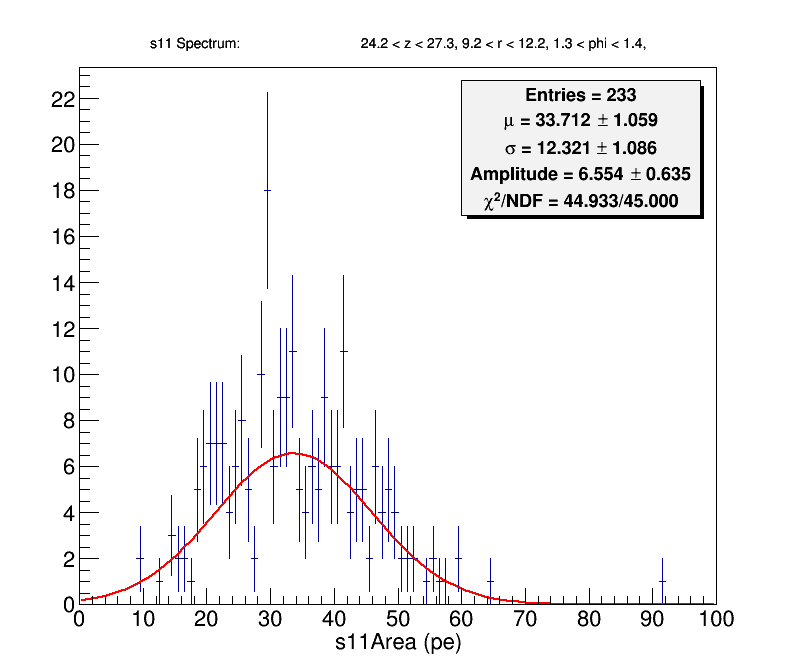 s11 Spectrum: 24.2 < z < 27.3, 9.2 < r < 12.2, 1.3 < phi < 1.4,
Entries = 233
μ = 33.712 ± 1.059
σ = 12.321 ± 1.086
Amplitude = 6.554 ± 0.635
χ²/NDF = 44.933/45.000
22
20
18
16
14
12
10
8
6
4
2
0
0 10 20 30 40 50 60 70 80 90 100
s11Area (pe)